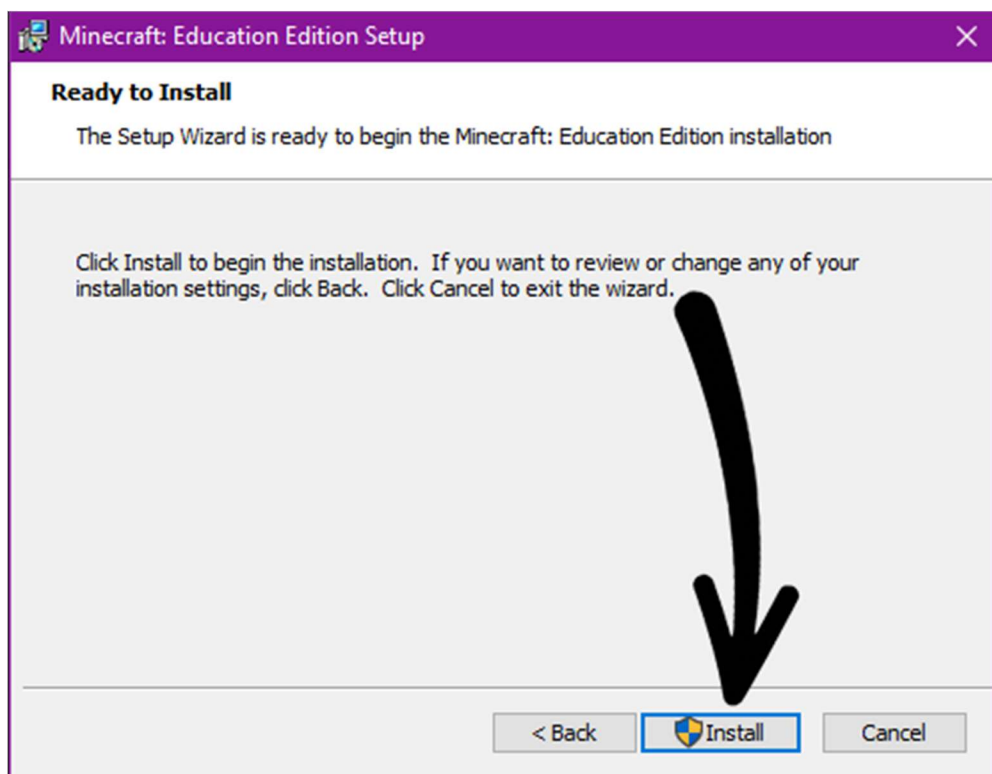 Minecraft: Education Edition Setup
Ready to Install
The Setup Wizard is ready to begin the Minecraft: Education Edition installation
Click Install to begin the installation.  If you want to review or change any of your
installation settings, click Back.  Click Cancel to exit the wizard.
< Back Install Cancel